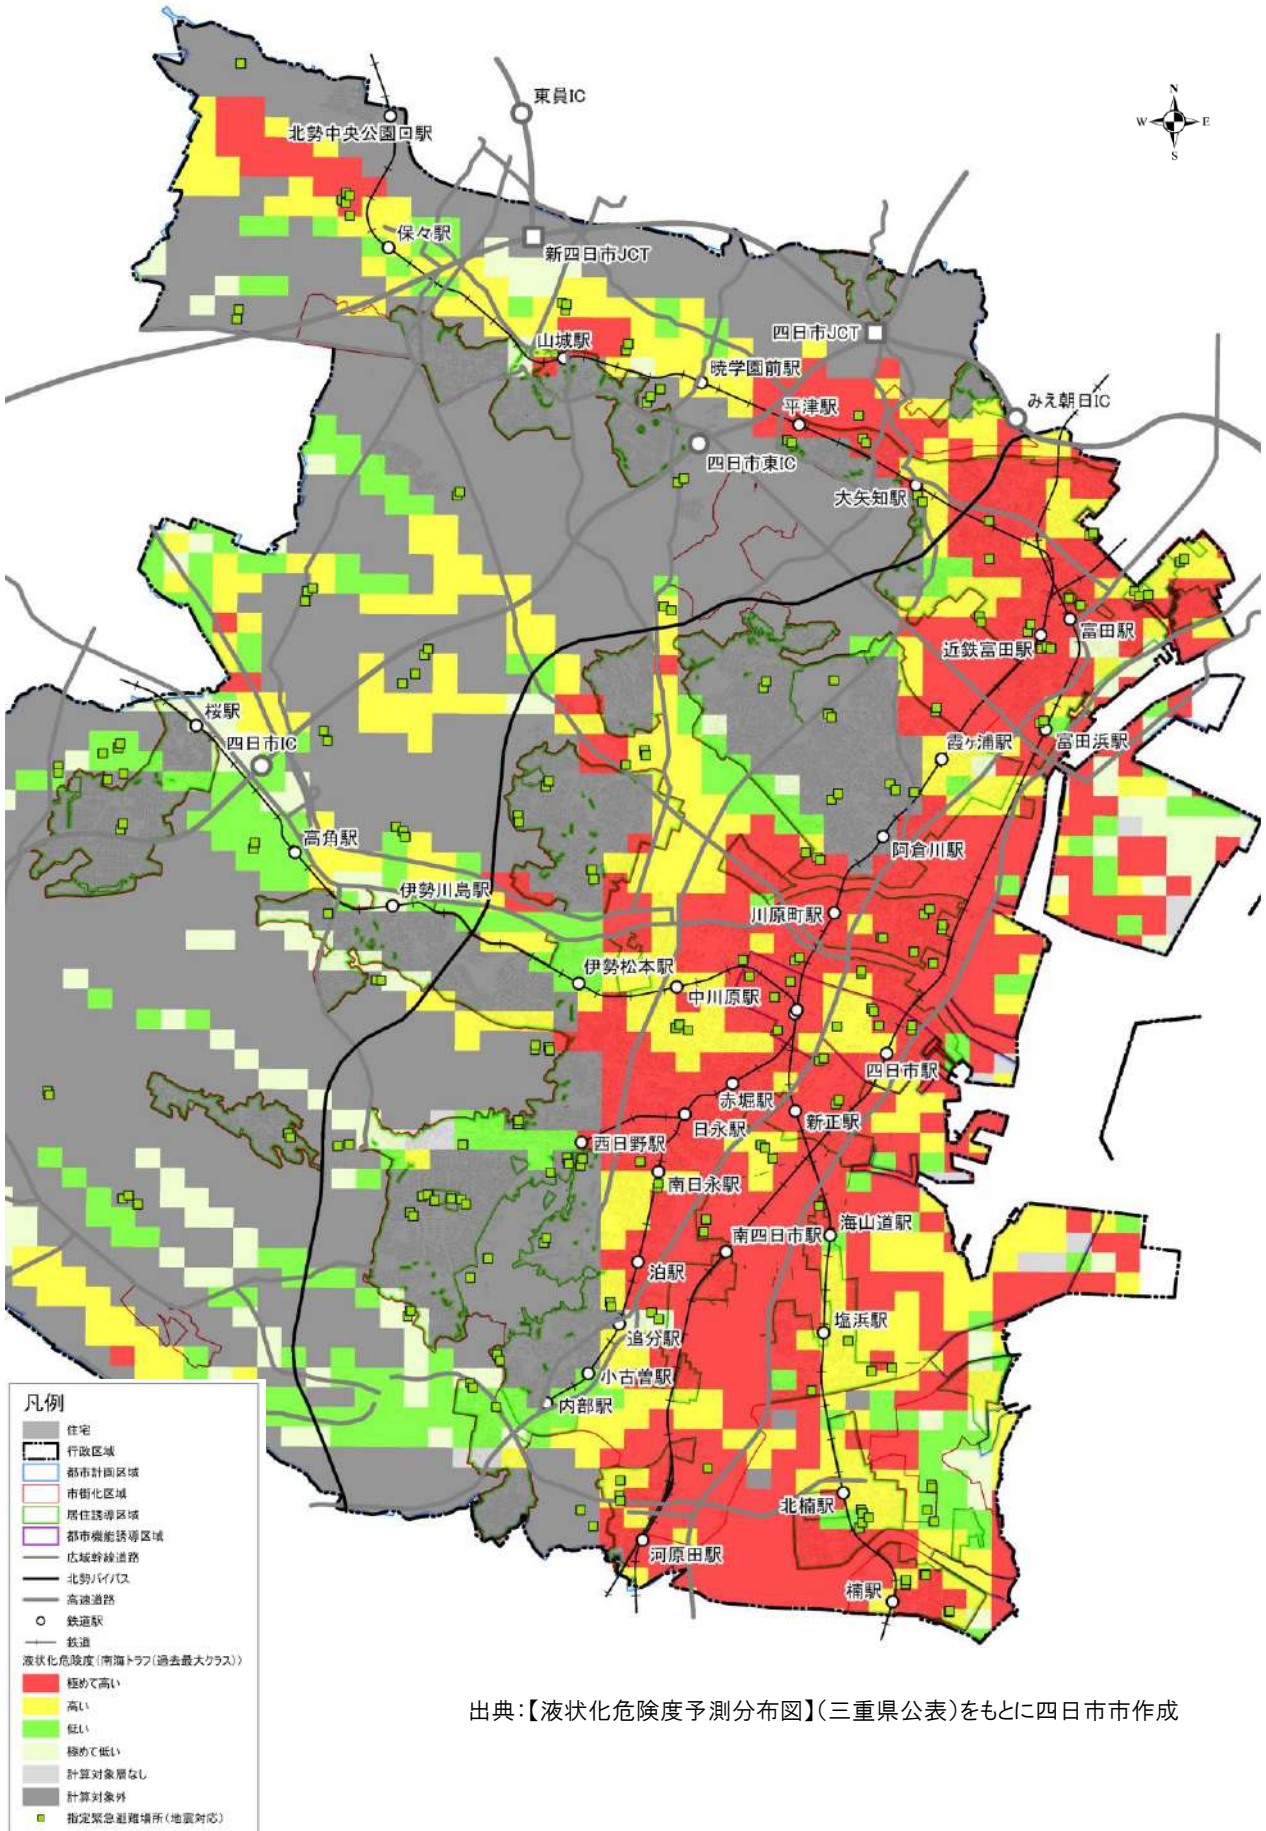 東員IC
N
W
E
S
北勢中央公園口駅
保々駅
新四日市JCT
山城駅
四日市JCT
暁学園前駅
平津駅
みえ朝日IC
四日市東IC
大矢知駅
富田駅
近鉄富田駅
桜駅
四日市IC
霞ヶ浦駅
富田浜駅
高角駅
阿倉川駅
伊勢川島駅
川原町駅
伊勢松本駅
中川原駅
四日市駅
赤堀駅
日永駅
新正駅
西日野駅
南日永駅
南四日市駅
海山道駅
泊駅
追分駅
塩浜駅
小古曽駅
内部駅
北楠駅
河原田駅
楠駅
凡例
住宅
行政区域
都市計画区域
市街化区域
居住誘導区域
都市機能誘導区域
広域幹線道路
北勢バイパス
高速道路
鉄道駅
鉄道
液状化危険度(南海トラフ(過去最大クラス))
極めて高い
高い
低い
極めて低い
計算対象層なし
計算対象外
指定緊急避難場所(地震対応)
出典:【液状化危険度予測分布図】(三重県公表)をもとに四日市市作成